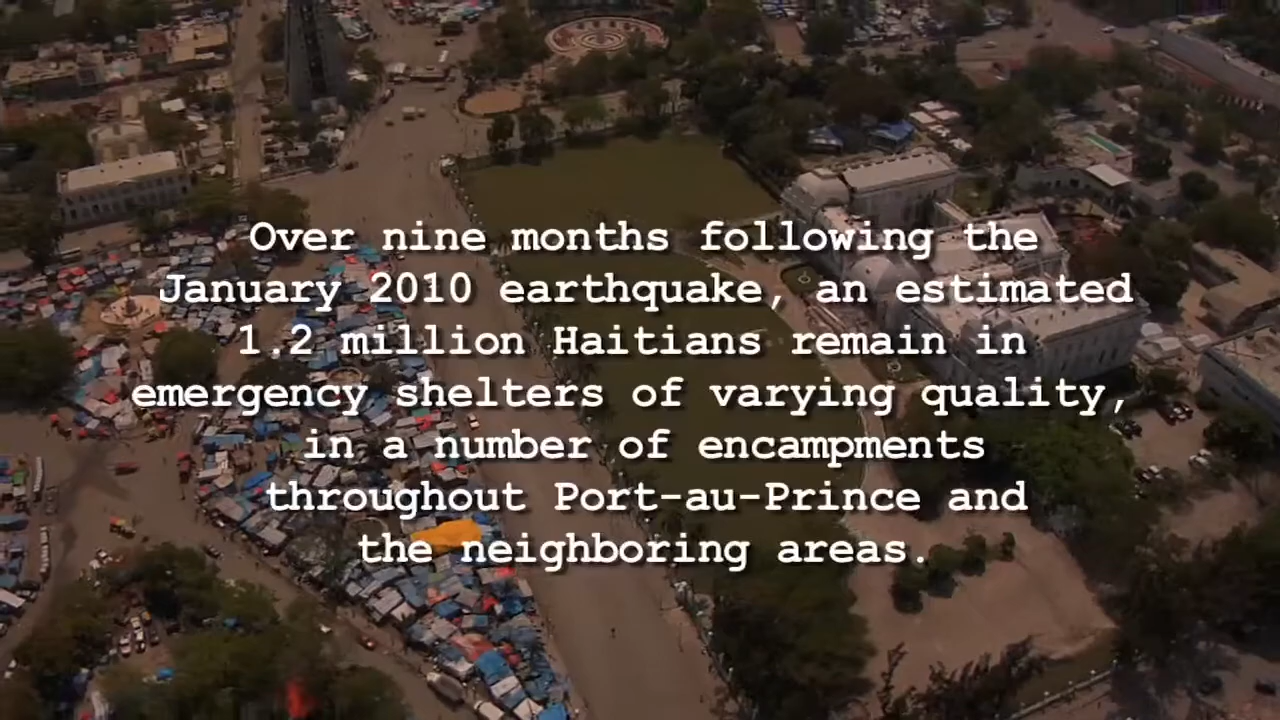 Over nine months following the
January 2010 earthquake, an estimated
1.2 million Haitians remain in
emergency shelters of varying quality,
in a number of encampments
throughout Port-au-Prince and
the neighboring areas.